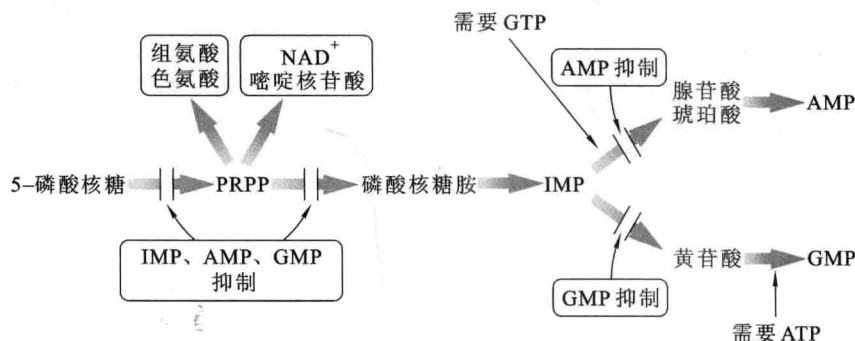 需要 GTP
组氨酸
色氨酸
NAD+
嘧啶核苷酸
AMP 抑制
腺苷酸
琥珀酸
AMP
5–磷酸核糖
PRPP
磷酸核糖胺
IMP
IMP、AMP、GMP
抑制
GMP 抑制
黄苷酸
GMP
需要 ATP